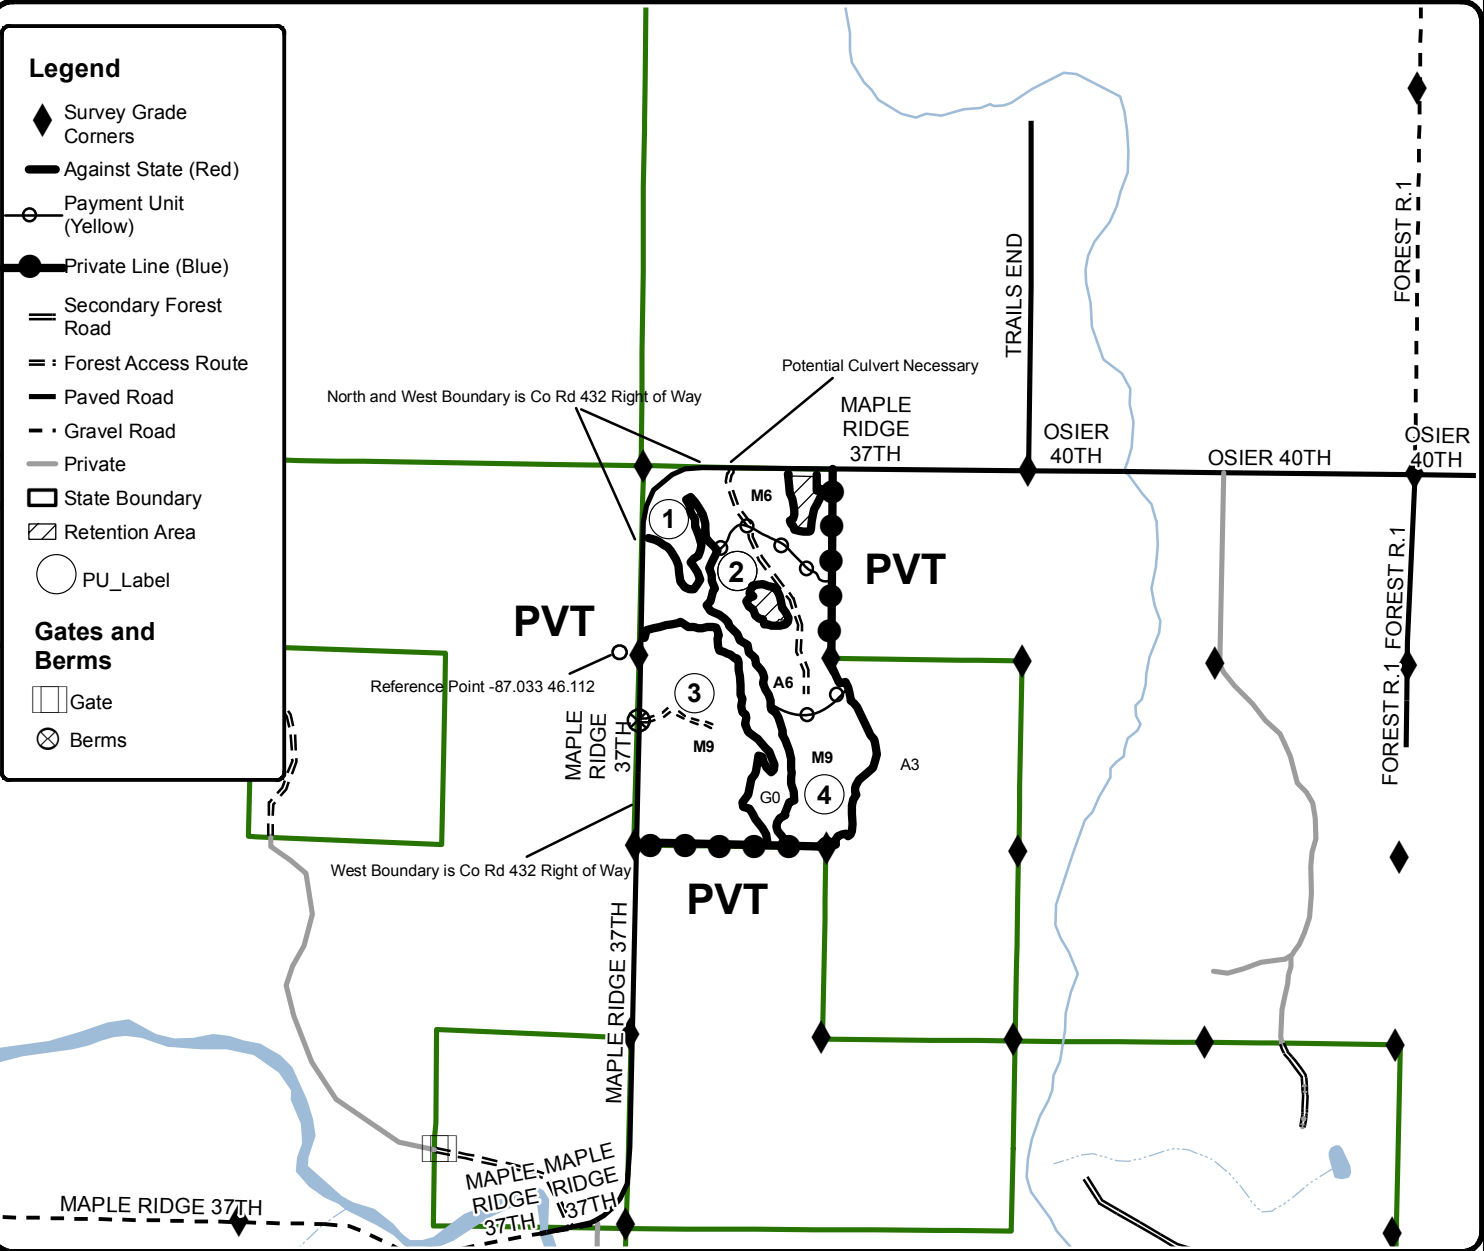 Legend
Survey Grade
Corners
Against State (Red)
Payment Unit
(Yellow)
Private Line (Blue)
Secondary Forest
Road
Forest Access Route
Paved Road
Gravel Road
Private
State Boundary
Retention Area
PU_Label
Gates and
Berms
Gate
Berms
FOREST R.1
TRAILS END
Potential Culvert Necessary
North and West Boundary is Co Rd 432 Right of Way
MAPLE
RIDGE
37TH
OSIER
40TH
OSIER 40TH
OSIER
40TH
M6
1
2
PVT
PVT
FOREST R.1
FOREST R.1
Reference Point -87.033 46.112
A6
3
MAPLE
RIDGE
37TH
M9
M9
A3
G0
4
West Boundary is Co Rd 432 Right of Way
PVT
MAPLE RIDGE 37TH
MAPLE
RIDGE
37TH
MAPLE
RIDGE
37TH
MAPLE RIDGE 37TH